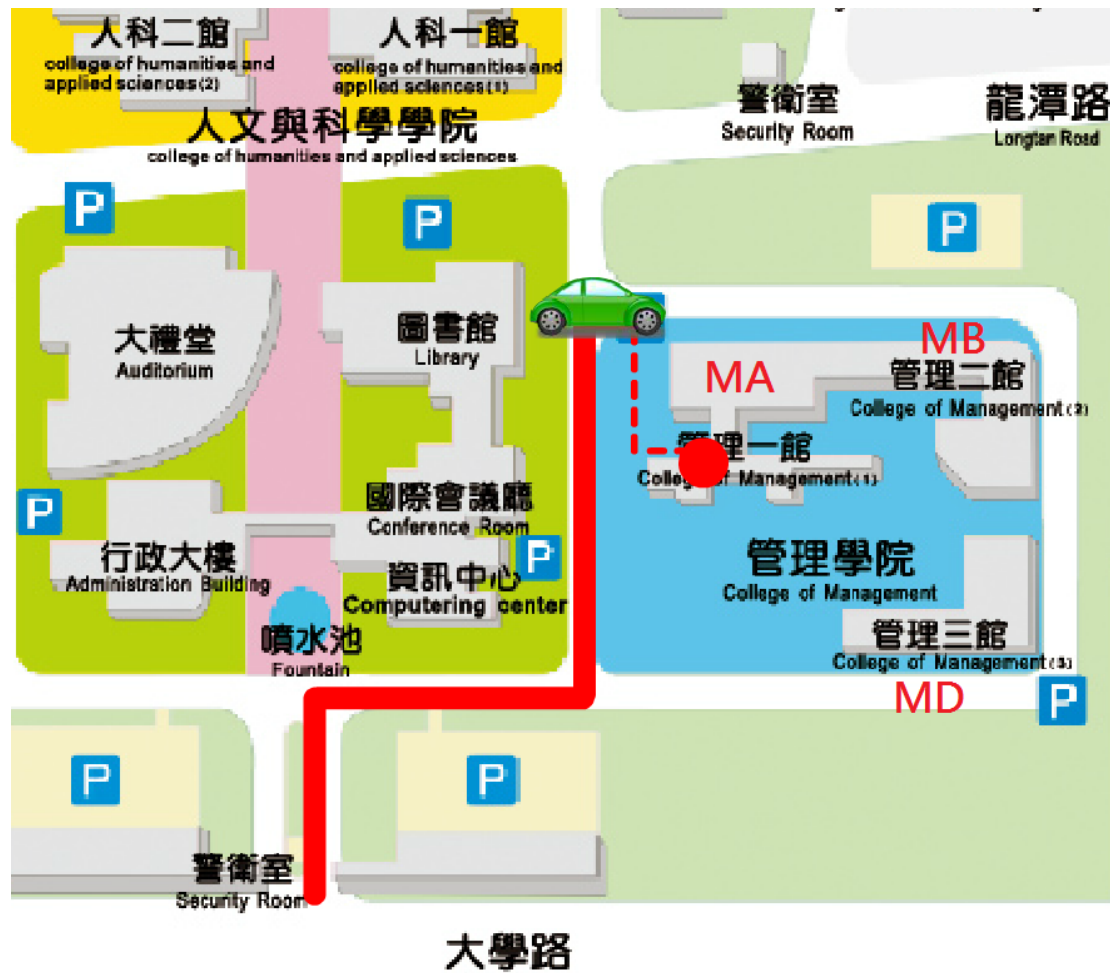 人科二館
college of humanities and
applied sciences(2)
人科一館
college of humanities and
applied sciences(1)
人文與科學學院
college of humanities and applied sciences
警衛室
Security Room
龍潭路
Longtan Road
P
P
P
大禮堂
Auditorium
圖書館
Library
MB
管理二館
College of Management(2)
MA
管理一館
College of Management(1)
P
國際會議廳
Conference Room
行政大樓
Administration Building
資訊中心
Computering center
P
管理學院
College of Management
噴水池
Fountain
管理三館
College of Management(3)
MD
P
P
P
警衛室
Security Room
大學路